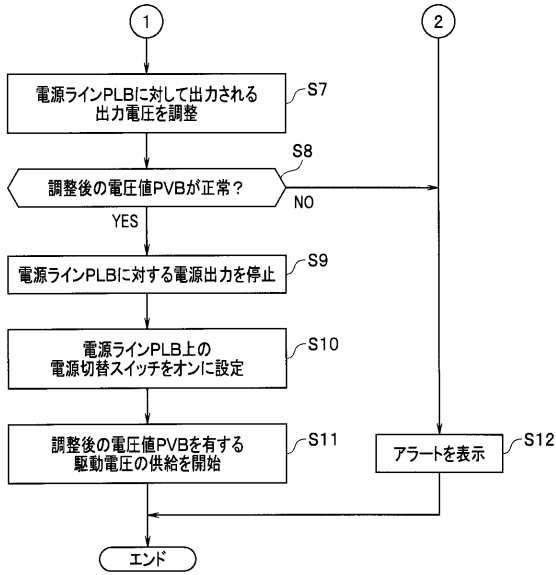 1
2
電源ラインPLBに対して出力される
出力電圧を調整
S7
調整後の電圧値PVBが正常?
S8
NO
YES
電源ラインPLBに対する電源出力を停止
S9
電源ラインPLB上の
電源切替スイッチをオンに設定
S10
調整後の電圧値PVBを有する
駆動電圧の供給を開始
S11
アラートを表示
S12
エンド